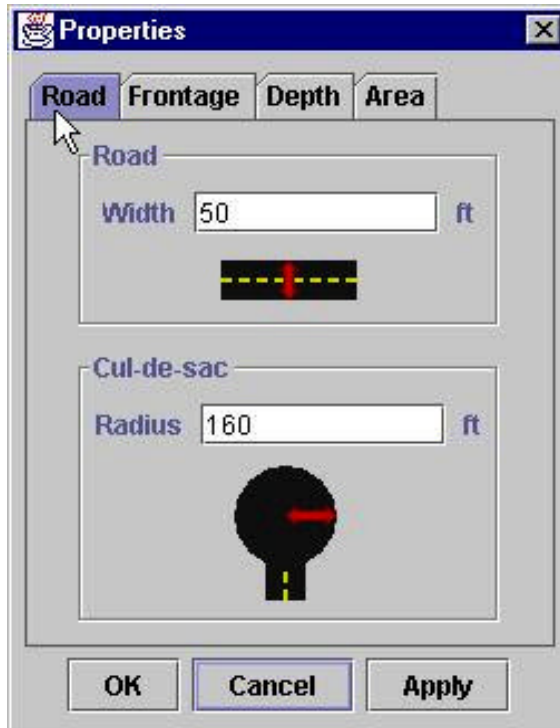 Properties
Road Frontage Depth Area
Road
Width 50 ft
Cul-de-sac
Radius 160 ft
OK Cancel Apply